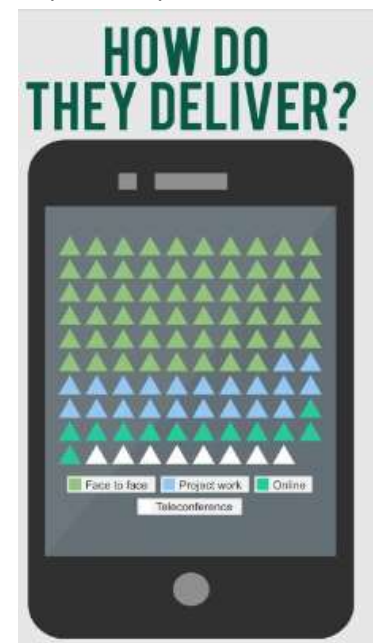 HOW DO
THEY DELIVER?
Face to face Project work Online
Teleconference